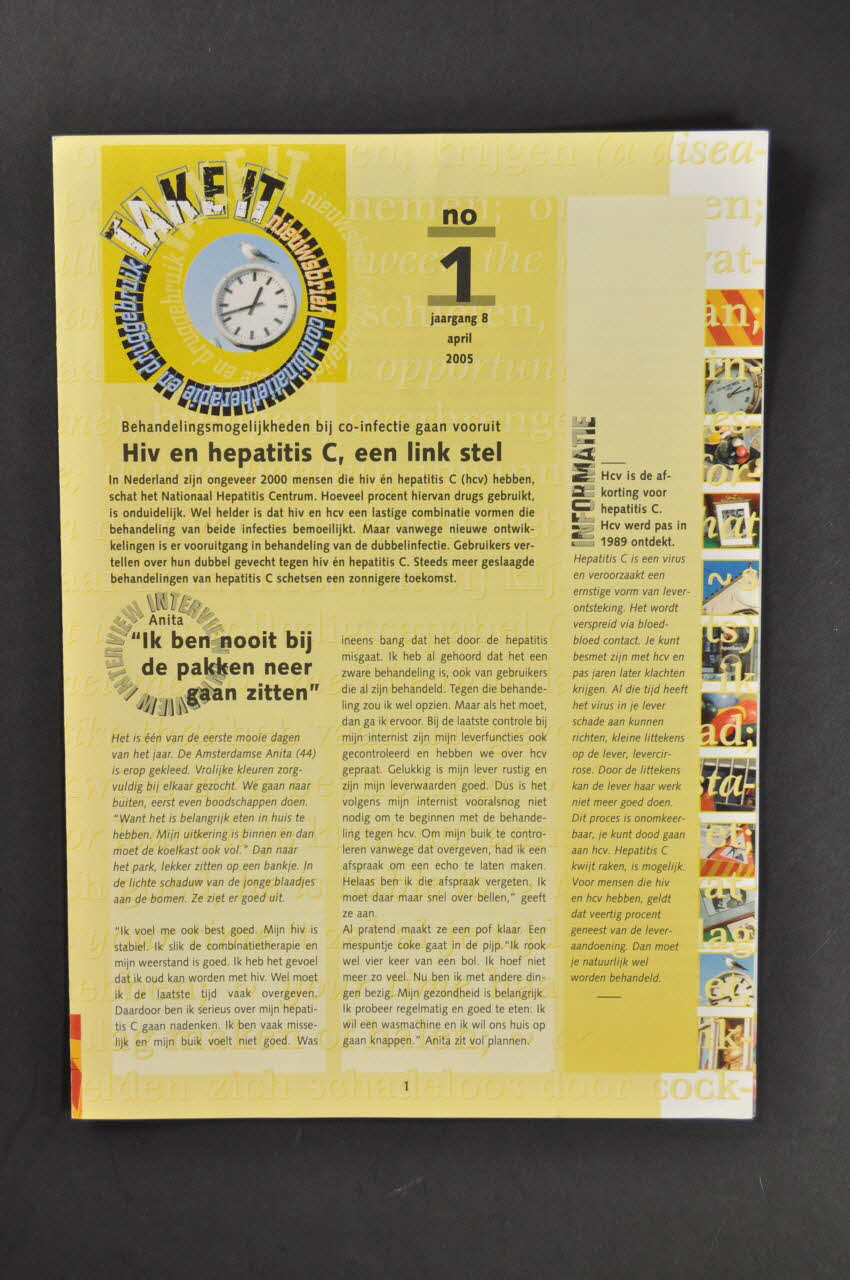 TAKE IT
nieuwsbrief combinatietherapie en druggebruik
no
1
jaargang 8
april
2005
Behandelingsmogelijkheden bij co-infectie gaan vooruit
Hiv en hepatitis C, een link stel
In Nederland zijn ongeveer 2000 mensen die hiv én hepatitis C (hcv) hebben,
schat het Nationaal Hepatitis Centrum. Hoeveel procent hiervan drugs gebruikt,
is onduidelijk. Wel helder is dat hiv en hcv een lastige combinatie vormen die
behandeling van beide infecties bemoeilijkt. Maar vanwege nieuwe ontwik-
kelingen is er vooruitgang in behandeling van de dubbelinfectie. Gebruikers ver-
tellen over hun dubbel gevecht tegen hiv én hepatitis C. Steeds meer geslaagde
behandelingen van hepatitis C schetsen een zonnigere toekomst.
INTERVIEW INTERVIEW INTERVIEW
Anita
"Ik ben nooit bij
de pakken neer
gaan zitten"
Het is één van de eerste mooie dagen
van het jaar. De Amsterdamse Anita (44)
is erop gekleed. Vrolijke kleuren zorg-
vuldig bij elkaar gezocht. We gaan naar
buiten, eerst even boodschappen doen.
"Want het is belangrijk eten in huis te
hebben. Mijn uitkering is binnen en dan
moet de koelkast ook vol." Dan naar
het park, lekker zitten op een bankje. In
de lichte schaduw van de jonge blaadjes
aan de bomen. Ze ziet er goed uit.
"Ik voel me ook best goed. Mijn hiv is
stabiel. Ik slik de combinatietherapie en
mijn weerstand is goed. Ik heb het gevoel
dat ik oud kan worden met hiv. Wel moet
ik de laatste tijd vaak overgeven.
Daardoor ben ik serieus over mijn hepati-
tis C gaan nadenken. Ik ben vaak misse-
lijk en mijn buik voelt niet goed. Was
ineens bang dat het door de hepatitis
misgaat. Ik heb al gehoord dat het een
zware behandeling is, ook van gebruikers
die al zijn behandeld. Tegen die behande-
ling zou ik wel opzien. Maar als het moet,
dan ga ik ervoor. Bij de laatste controle bij
mijn internist zijn mijn leverfuncties ook
gecontroleerd en hebben we over hcv
gepraat. Gelukkig is mijn lever rustig en
zijn mijn leverwaarden goed. Dus is het
volgens mijn internist vooralsnog niet
nodig om te beginnen met de behande-
ling tegen hcv. Om mijn buik te contro-
leren vanwege dat overgeven, had ik een
afspraak om een echo te laten maken.
Helaas ben ik die afspraak vergeten. Ik
moet daar maar snel over bellen," geeft
ze aan.
Al pratend maakt ze een pof klaar. Een
mespuntje coke gaat in de pijp. "Ik rook
wel vier keer van een bol. Ik hoef niet
meer zo veel. Nu ben ik met andere din-
gen bezig. Mijn gezondheid is belangrijk.
Ik probeer regelmatig en goed te eten. Ik
wil een wasmachine en ik wil ons huis op
gaan knappen." Anita zit vol plannen.
INFORMATIE
Hcv is de af-
korting voor
hepatitis C.
Hcv werd pas in
1989 ontdekt.
Hepatitis C is een virus
en veroorzaakt een
ernstige vorm van lever-
ontsteking. Het wordt
verspreid via bloed-
bloed contact. Je kunt
besmet zijn met hcv en
pas jaren later klachten
krijgen. Al die tijd heeft
het virus in je lever
schade aan kunnen
richten, kleine littekens
op de lever, levercir-
rose. Door de littekens
kan de lever haar werk
niet meer goed doen.
Dit proces is onomkeer-
baar, je kunt dood gaan
aan hcv. Hepatitis C
kwijt raken, is mogelijk.
Voor mensen die hiv
en hcv hebben, geldt
dat veertig procent
geneest van de lever-
aandoening. Dan moet
je natuurlijk wel
worden behandeld.
1